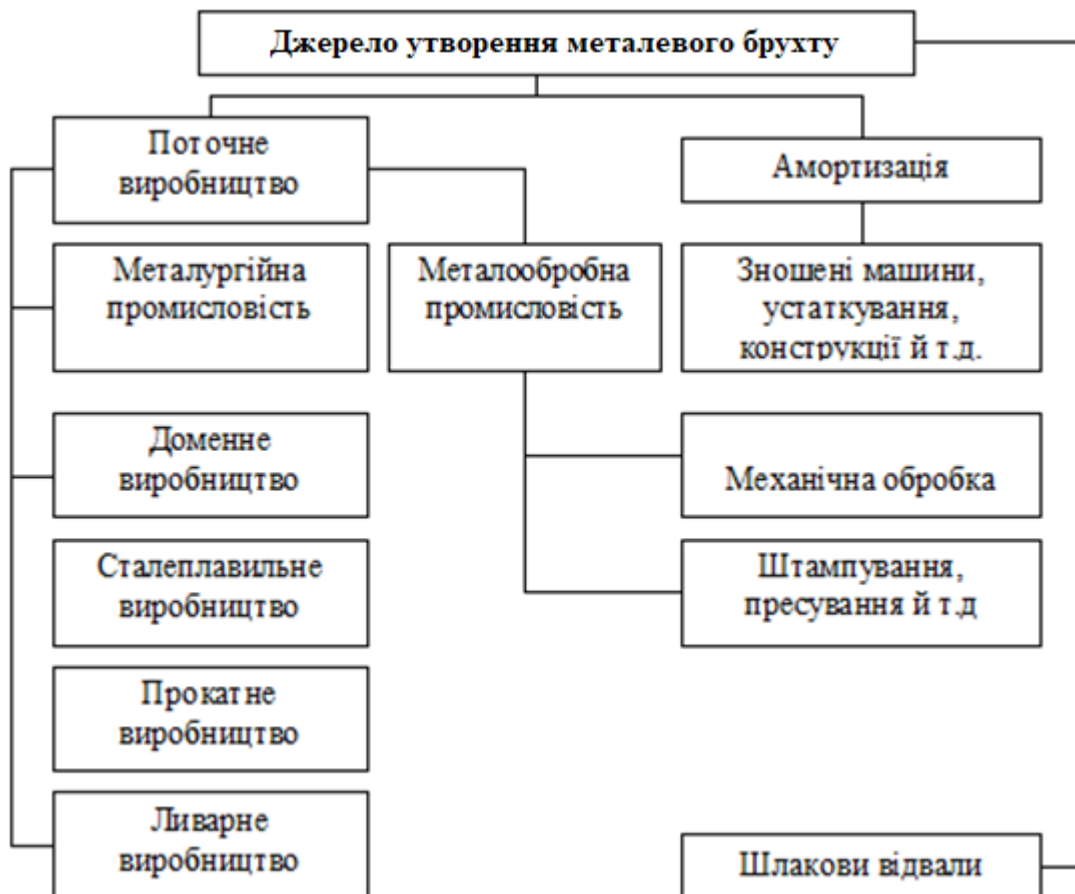 Джерело утворення металевого брухту
Поточне
виробництво
Амортизація
Металургійна
промисловість
Металообробна
промисловість
Зношені машини,
устаткування,
конструкції й т.д.
Доменне
виробництво
Механічна обробка
Сталеплавильне
виробництво
Штампування,
пресування й т.д
Прокатне
виробництво
Ливарне
виробництво
Шлакови відвали